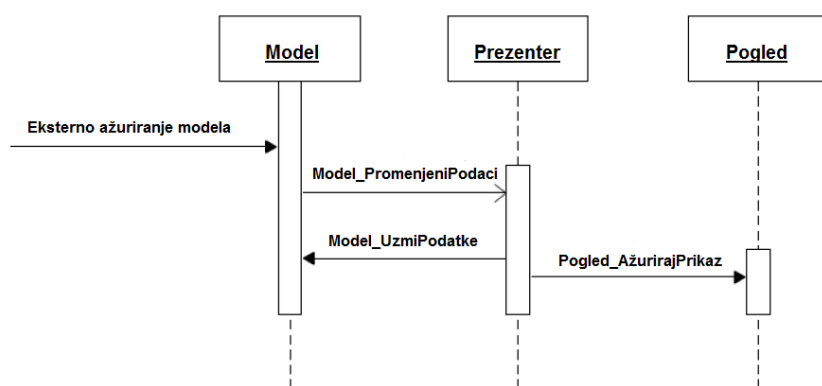 Model
Prezenter
Pogled
Eksterno ažuriranje modela
Model_PromenjeniPodaci
Model_UzmiPodatke
Pogled_AžurirajPrikaz